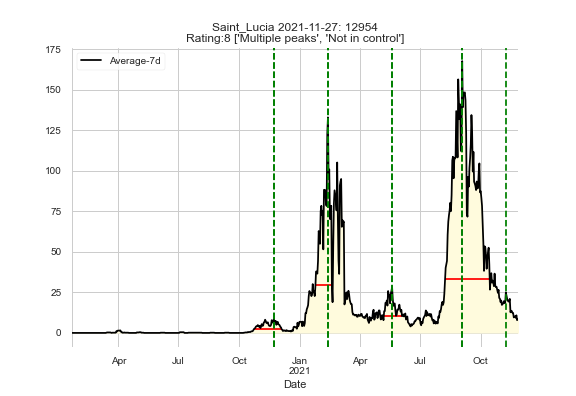 Saint_Lucia 2021-11-27: 12954
Rating:8 ['Multiple peaks', 'Not in control']
175
Average-7d
150
125
100
75
50
25
0
Apr Jul Oct Jan Apr Jul Oct
2021
Date